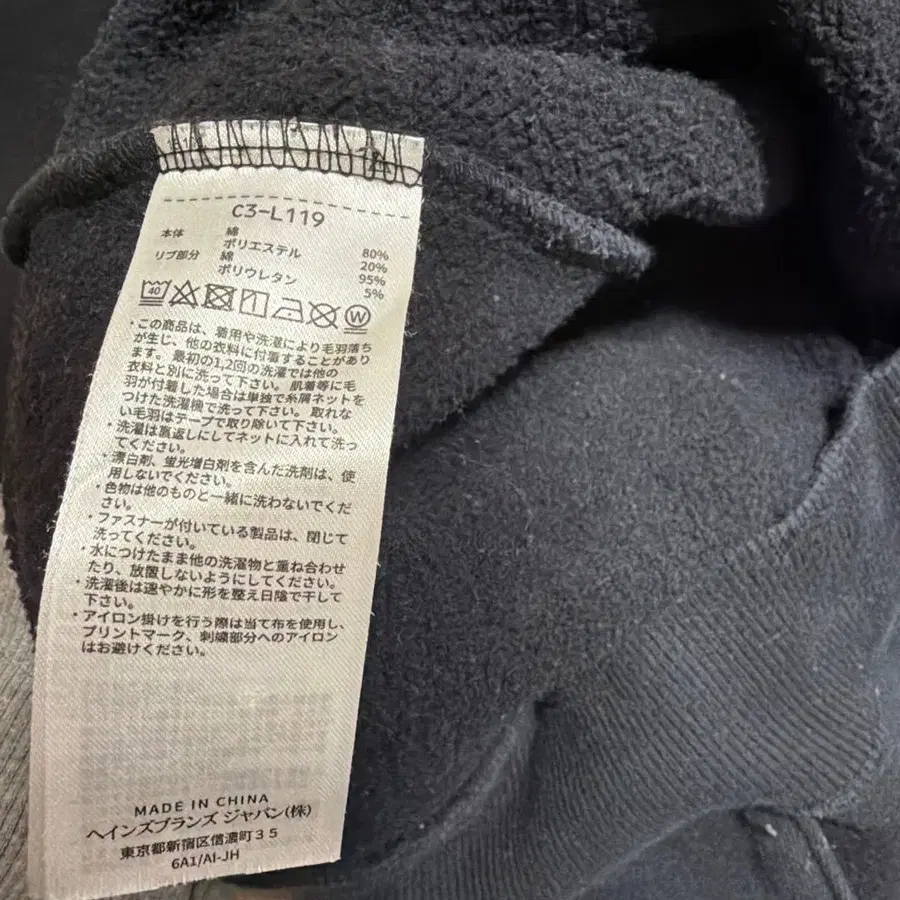 C3-L119
本体 綿 80%
ポリエステル 20%
リブ部分 綿 95%
ポリウレタン 5%
40 W
・この商品は、着用や洗濯により毛羽落ち
が生じ、他の衣料に付着することがあり
ます。最初の1,2回の洗濯では他の
衣料と別に洗って下さい。肌着等に毛
羽が付着した場合は単独で糸屑ネットを
つけた洗濯機で洗って下さい。取れな
い毛羽はテープで取り除いて下さい。
・洗濯は裏返しにしてネットに入れて洗っ
てください。
・漂白剤、蛍光増白剤を含んだ洗剤は、使
用しないでください。
・色物は他のものと一緒に洗わないでくだ
さい。
・ファスナーが付いている製品は、閉じて
洗ってください。
・水につけたまま他の洗濯物と重ね合わせ
たり、放置しないようにしてください。
・洗濯後は速やかに形を整え日陰で干して
下さい。
・アイロン掛けを行う際は当て布を使用し、
プリントマーク、刺繍部分へのアイロン
はお避けください。
MADE IN CHINA
ヘインズブランズ ジャパン(株)
東京都新宿区信濃町35
6A1/AI-JH